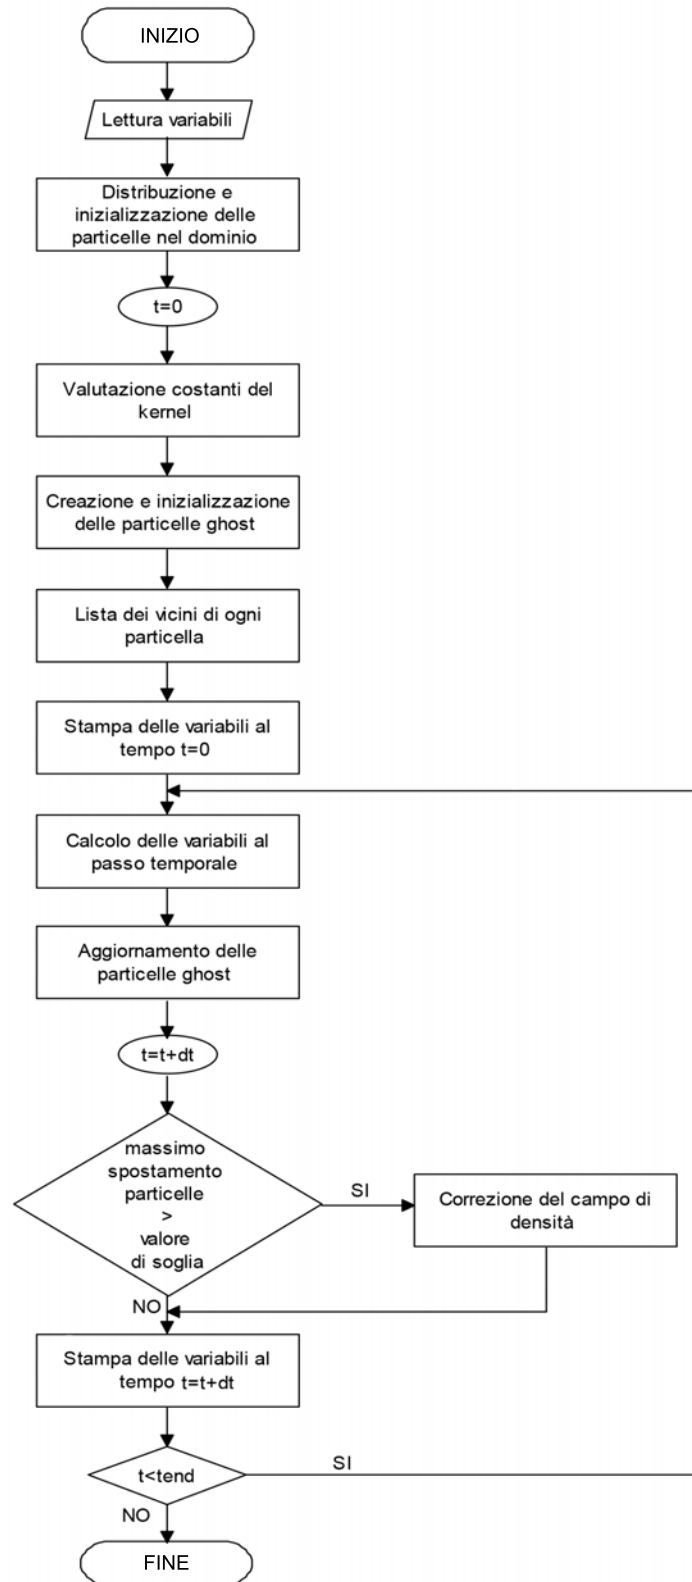 INIZIO
Lettura variabili
Distribuzione e
inizializzazione delle
particelle nel dominio
t=0
Valutazione costanti del
kernel
Creazione e inizializzazione
delle particelle ghost
Lista dei vicini di ogni
particella
Stampa delle variabili al
tempo t=0
Calcolo delle variabili al
passo temporale
Aggiornamento delle
particelle ghost
t=t+dt
massimo
spostamento
particelle
>
valore
di soglia
SI
Correzione del campo di
densità
NO
Stampa delle variabili al
tempo t=t+dt
t<tend
SI
NO
FINE